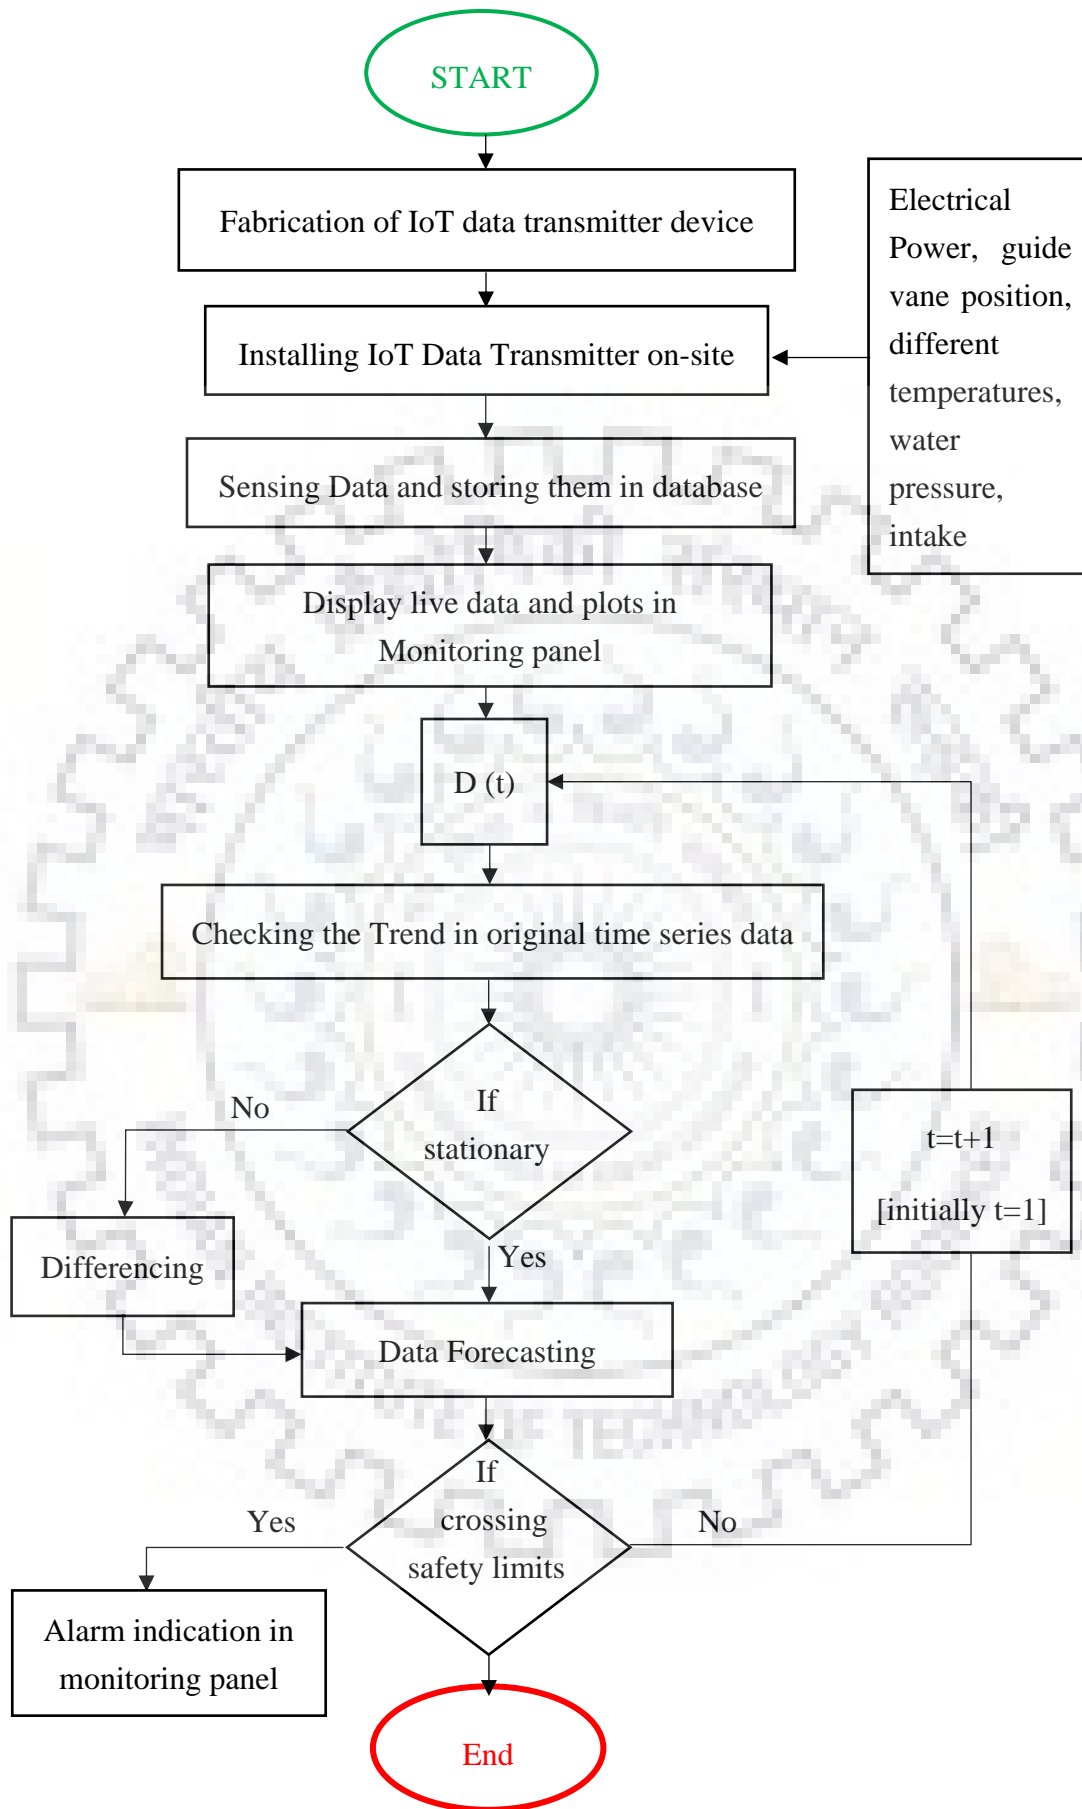 START
Fabrication of IoT data transmitter device
Electrical
Power, guide
vane position,
different
temperatures,
water
pressure,
intake
Installing IoT Data Transmitter on-site
Sensing Data and storing them in database
Display live data and plots in
Monitoring panel
D (t)
Checking the Trend in original time series data
If
stationary
No
Yes
t=t+1
[initially t=1]
Differencing
Data Forecasting
If
crossing
safety limits
Yes
No
Alarm indication in
monitoring panel
End